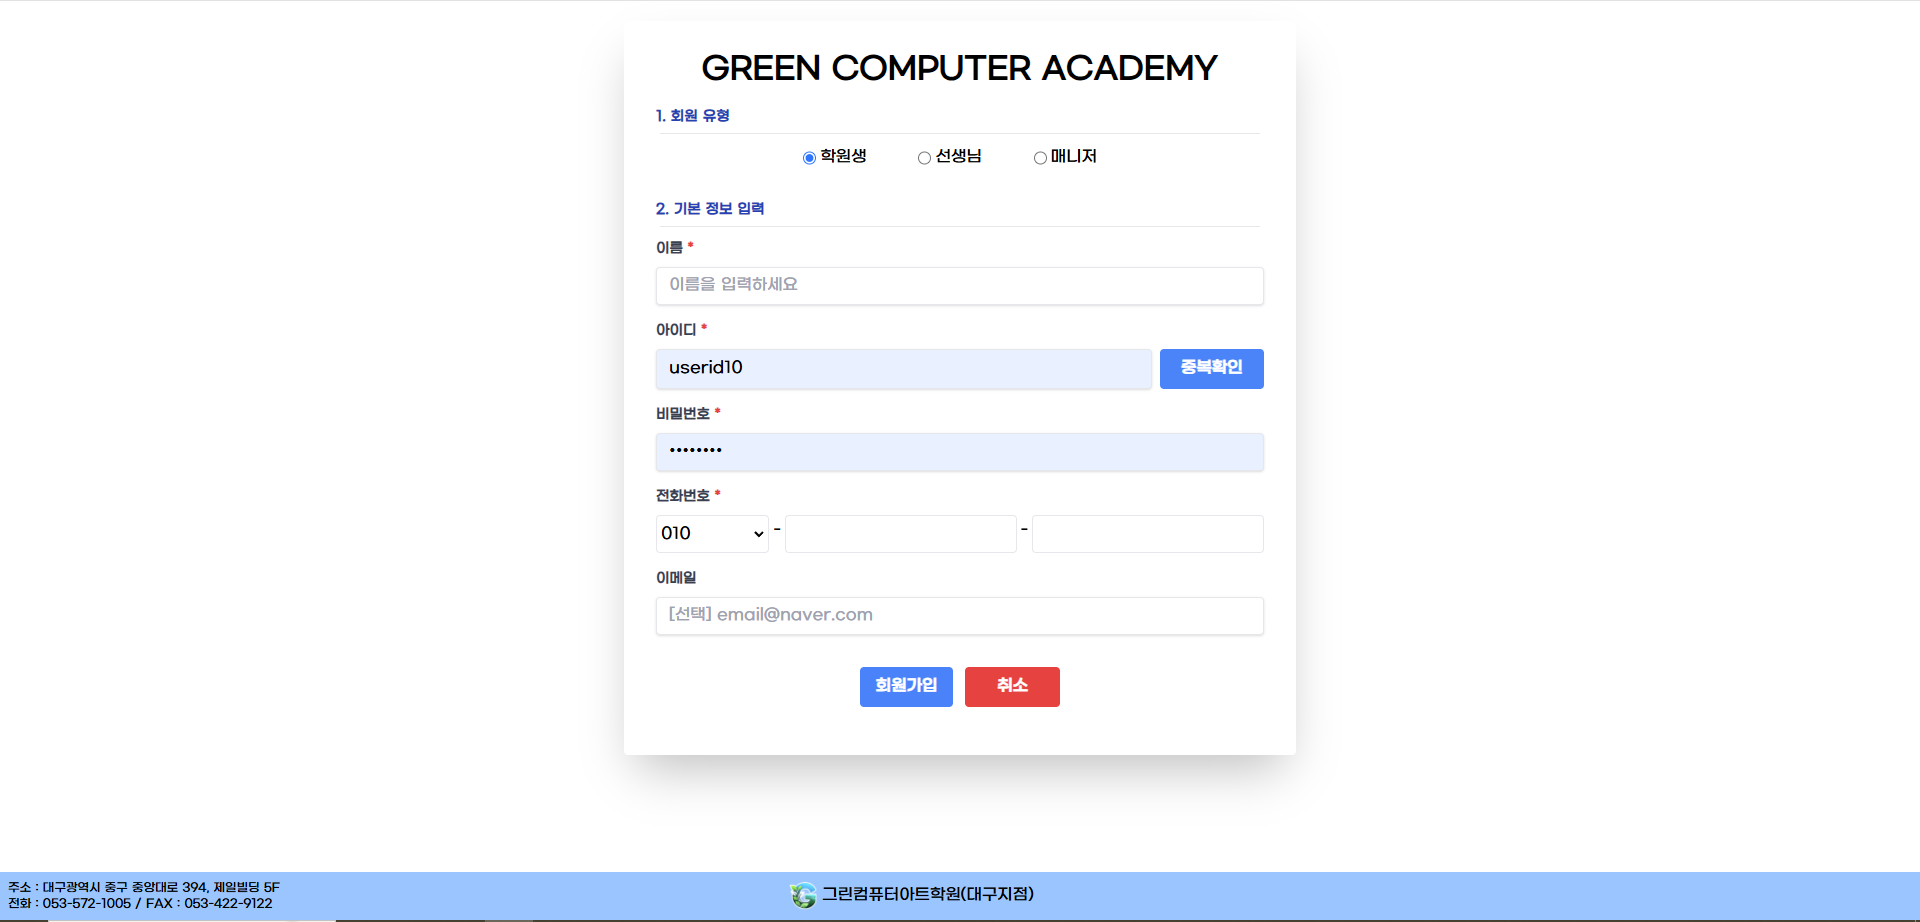 GREEN COMPUTER ACADEMY
1. 회원 유형
학원생 선생님 매니저
2. 기본 정보 입력
이름 *
이름을 입력하세요
아이디 *
userid10 중복확인
비밀번호 *
••••••••
전화번호 *
010 - -
이메일
[선택] email@naver.com
회원가입 취소
주소 : 대구광역시 중구 중앙대로 394, 제일빌딩 5F
전화 : 053-572-1005 / FAX : 053-422-9122
그린컴퓨터아트학원(대구지점)